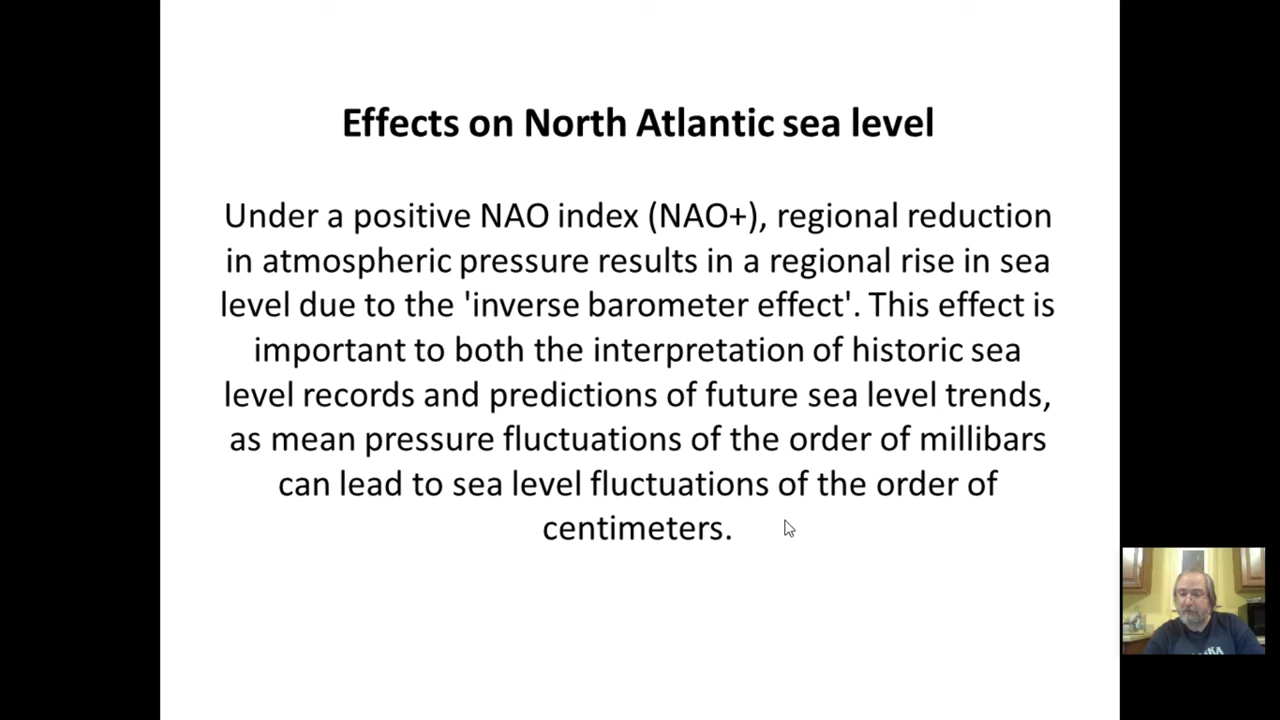 Effects on North Atlantic sea level
Under a positive NAO index (NAO+), regional reduction
in atmospheric pressure results in a regional rise in sea
level due to the 'inverse barometer effect'. This effect is
important to both the interpretation of historic sea
level records and predictions of future sea level trends,
as mean pressure fluctuations of the order of millibars
can lead to sea level fluctuations of the order of
centimeters.